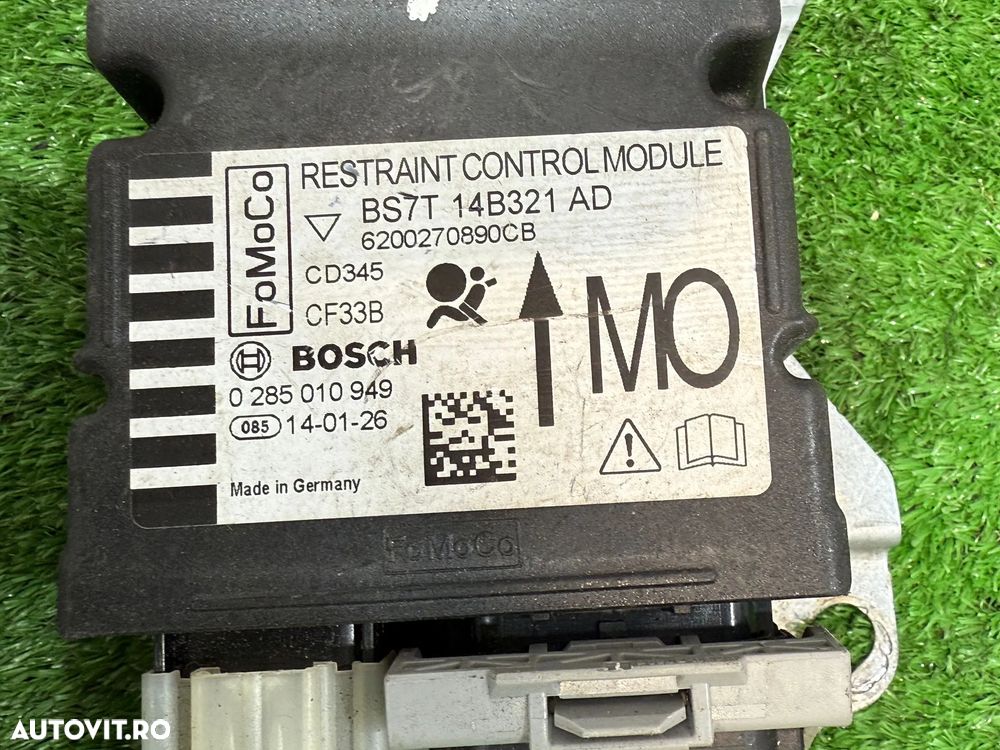 RESTRAINT CONTROL MODULE
FoMoCo
BS7T 14B321 AD
6200270890CB
CD345
CF33B
MO
BOSCH
0 285 010 949
085 14-01-26
Made in Germany
FoMoCo
AUTOVIT.RO